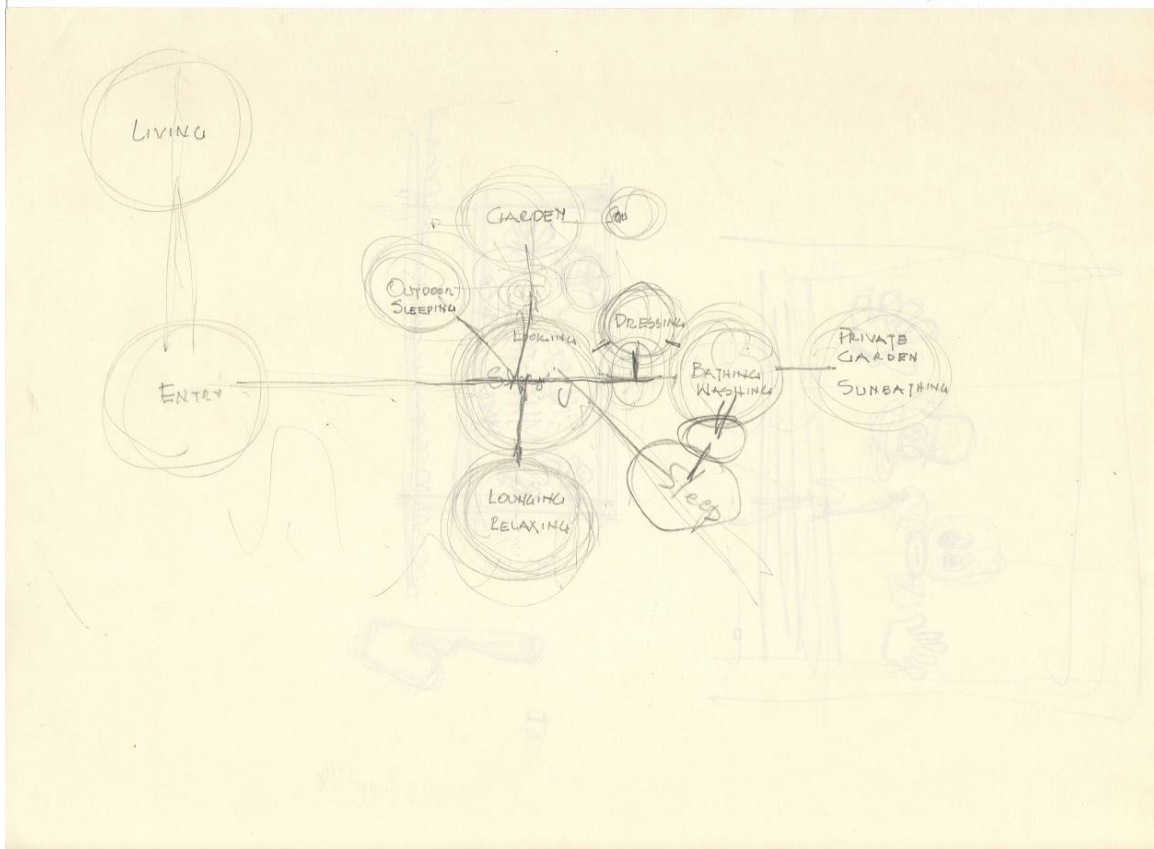 LIVING
GARDEN
OUTDOOR
SLEEPING
DRESSING
LOOKING
PRIVATE
GARDEN
BATHING
WASHING
SUNBATHING
ENTRY
Sleep
LOUNGING
RELAXING